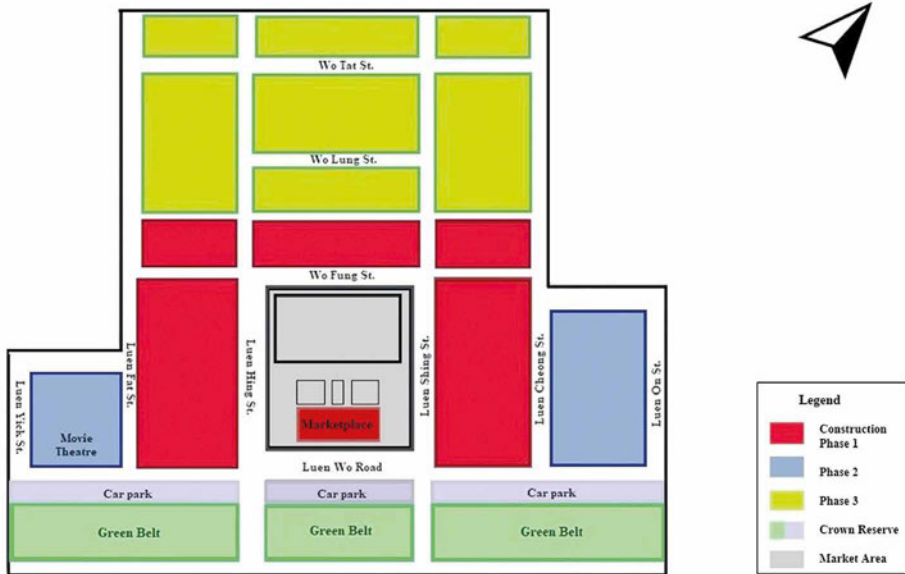 Wo Tat St.
Wo Lung St.
Wo Fung St.
Luen Yick St.
Luen Fat St.
Luen Hing St.
Luen Shing St.
Luen Cheong St.
Luen On St.
Movie
Theatre
Marketplace
Luen Wo Road
Car park
Car park
Car park
Green Belt
Green Belt
Green Belt
Legend
Construction
Phase 1
Phase 2
Phase 3
Crown Reserve
Market Area